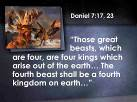 Daniel 7:17, 23
“Those great
beasts, which
are four, are four kings which
arise out of the earth… The
fourth beast shall be a fourth
kingdom on earth…”